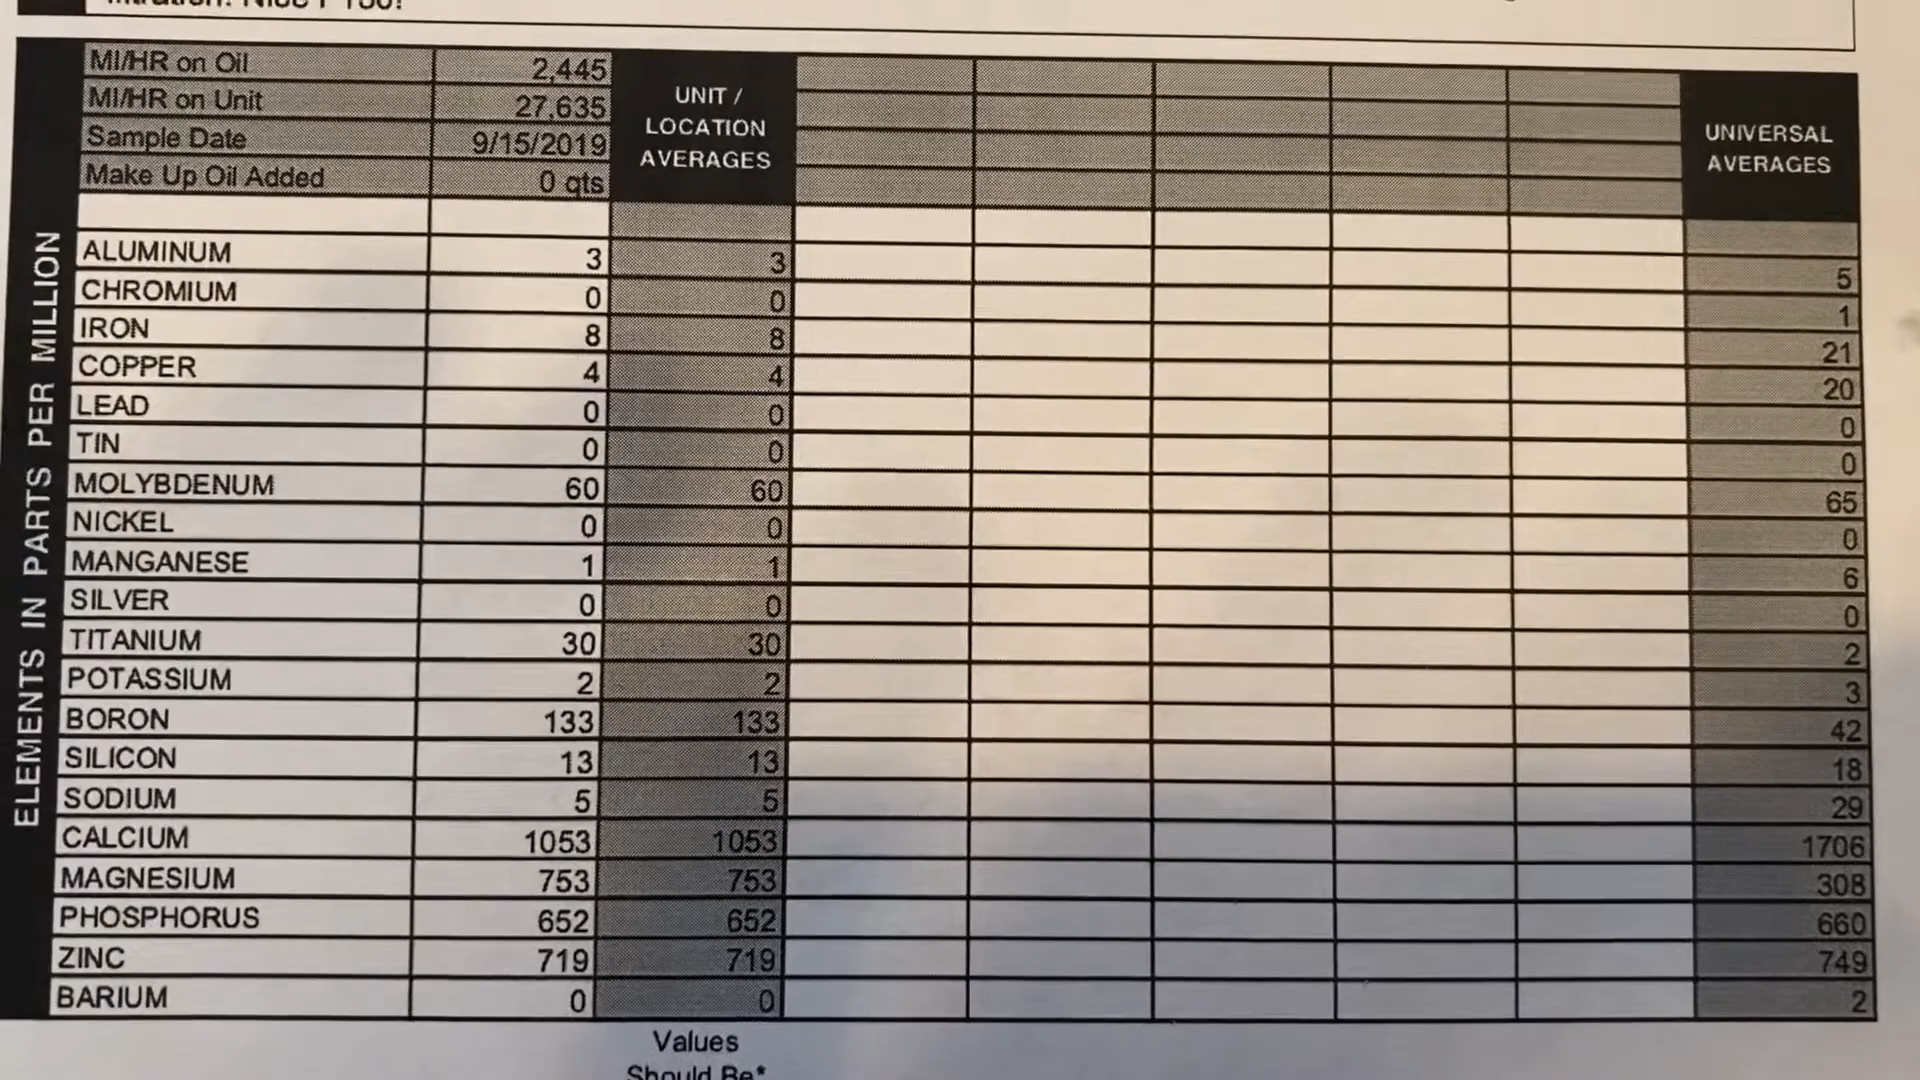 MI/HR on Oil 2,445
MI/HR on Unit 27,635
Sample Date 9/15/2019
Make Up Oil Added 0 qts
UNIT /
LOCATION
AVERAGES
UNIVERSAL
AVERAGES
ELEMENTS IN PARTS PER MILLION
ALUMINUM 3 3 5
CHROMIUM 0 0 1
IRON 8 8 21
COPPER 4 4 20
LEAD 0 0 0
TIN 0 0 0
MOLYBDENUM 60 60 65
NICKEL 0 0 0
MANGANESE 1 1 6
SILVER 0 0 0
TITANIUM 30 30 2
POTASSIUM 2 2 3
BORON 133 133 42
SILICON 13 13 18
SODIUM 5 5 29
CALCIUM 1053 1053 1706
MAGNESIUM 753 753 308
PHOSPHORUS 652 652 660
ZINC 719 719 749
BARIUM 0 0 2
Values
Should Be*